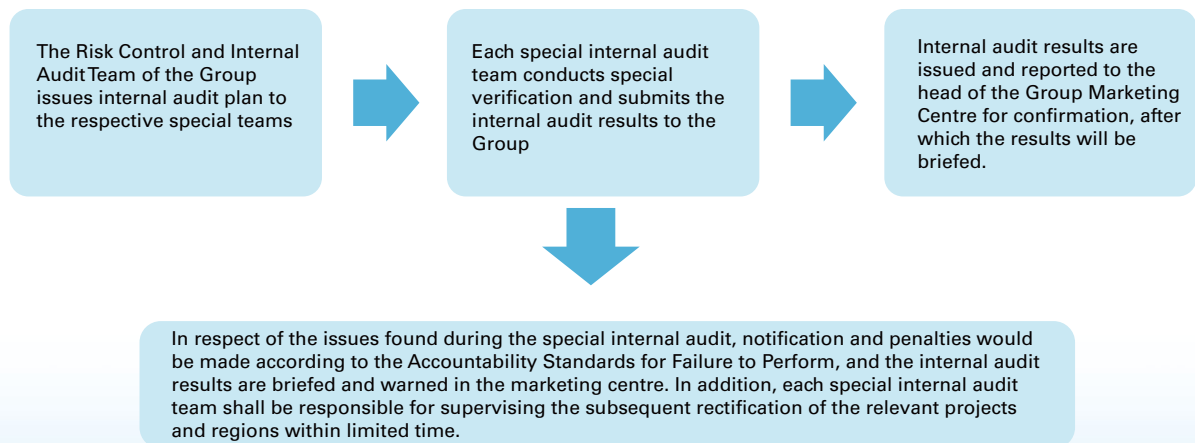 The Risk Control and Internal
Audit Team of the Group
issues internal audit plan to
the respective special teams
Each special internal audit
team conducts special
verification and submits the
internal audit results to the
Group
Internal audit results are
issued and reported to the
head of the Group Marketing
Centre for confirmation, after
which the results will be
briefed.
In respect of the issues found during the special internal audit, notification and penalties would
be made according to the Accountability Standards for Failure to Perform, and the internal audit
results are briefed and warned in the marketing centre. In addition, each special internal audit
team shall be responsible for supervising the subsequent rectification of the relevant projects
and regions within limited time.